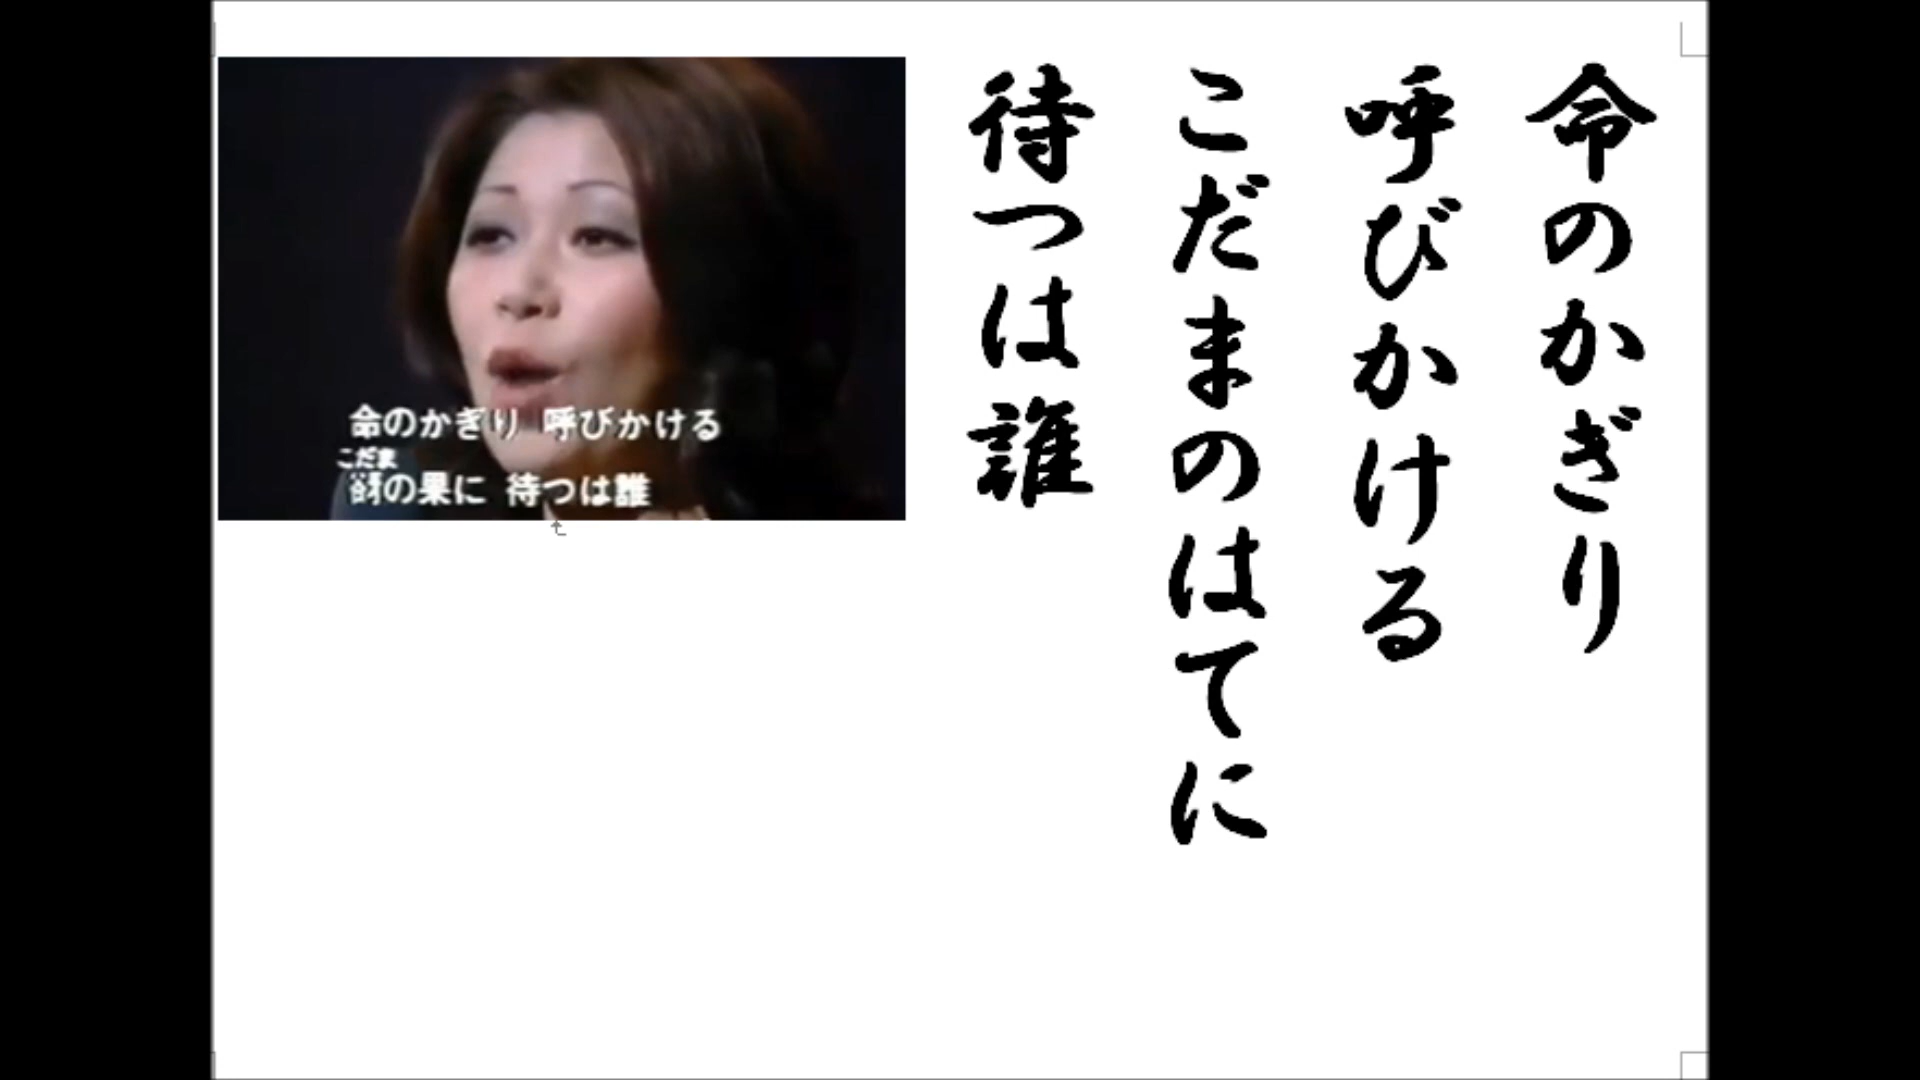 命のかぎり
呼びかける
こだまのはてに
待つは誰
命のかぎり 呼びかける
こだま
谺の果に 待つは誰